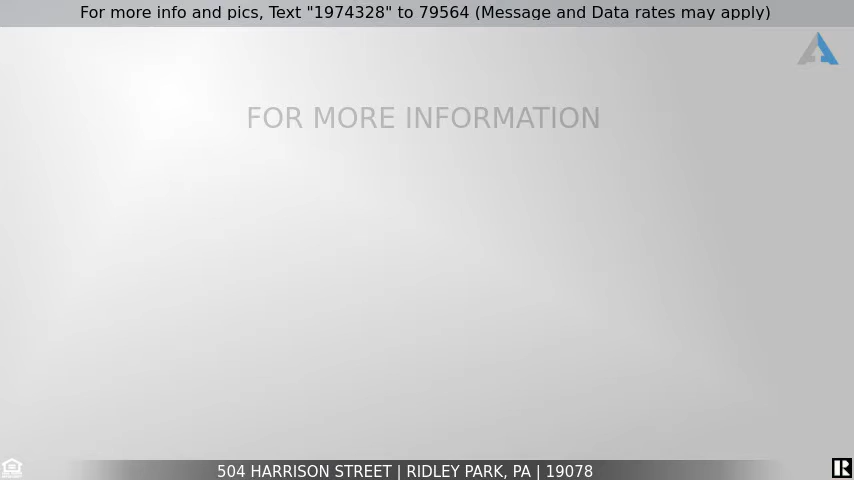 For more info and pics, Text "1974328" to 79564 (Message and Data rates may apply)
FOR MORE INFORMATION
504 HARRISON STREET | RIDLEY PARK, PA | 19078